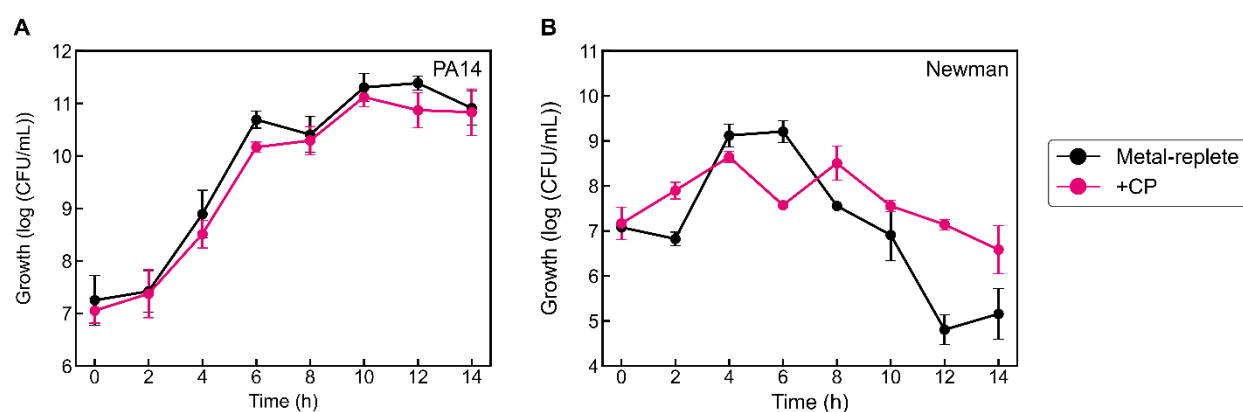 A
PA14
Growth (log (CFU/mL))
12
11
10
9
8
7
6
0 2 4 6 8 10 12 14
Time (h)
B
Newman
Growth (log (CFU/mL))
11
10
9
8
7
6
5
4
0 2 4 6 8 10 12 14
Time (h)
Metal-replete
+CP